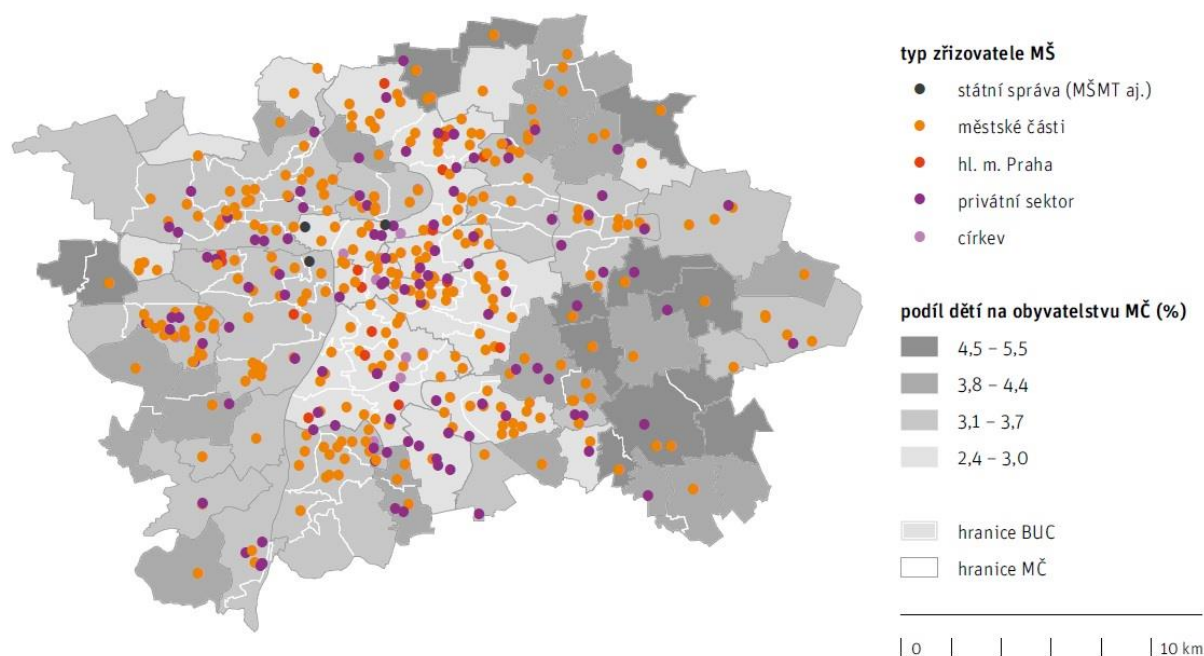 typ zřizovatele MŠ
státní správa (MŠMT aj.)
městské části
hl. m. Praha
privátní sektor
církev
podíl dětí na obyvatelstvu MČ (%)
4,5 – 5,5
3,8 – 4,4
3,1 – 3,7
2,4 – 3,0
hranice BUC
hranice MČ
0 10 km